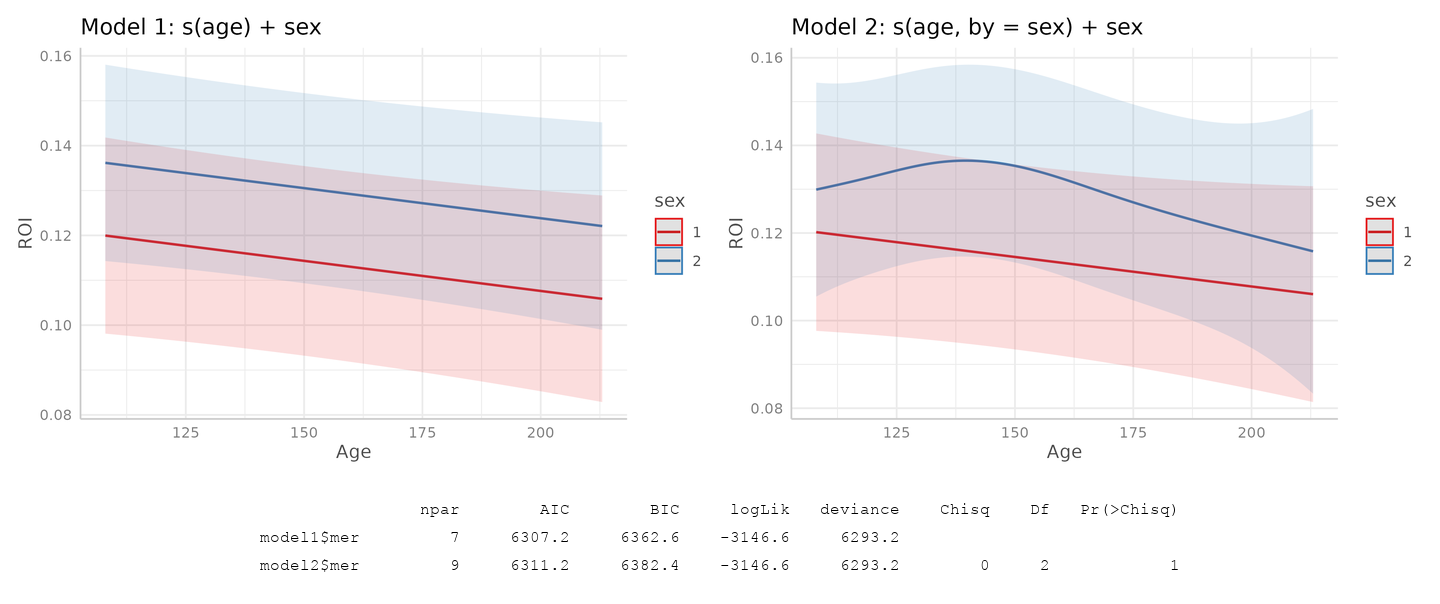 Model 1: s(age) + sex
0.16
0.14
0.12
0.10
0.08
ROI
125 150 175 200
Age
sex
1
2
Model 2: s(age, by = sex) + sex
0.16
0.14
0.12
0.10
0.08
ROI
125 150 175 200
Age
sex
1
2
npar AIC BIC logLik deviance Chisq Df Pr(>Chisq)
model1$mer 7 6307.2 6362.6 -3146.6 6293.2
model2$mer 9 6311.2 6382.4 -3146.6 6293.2 0 2 1